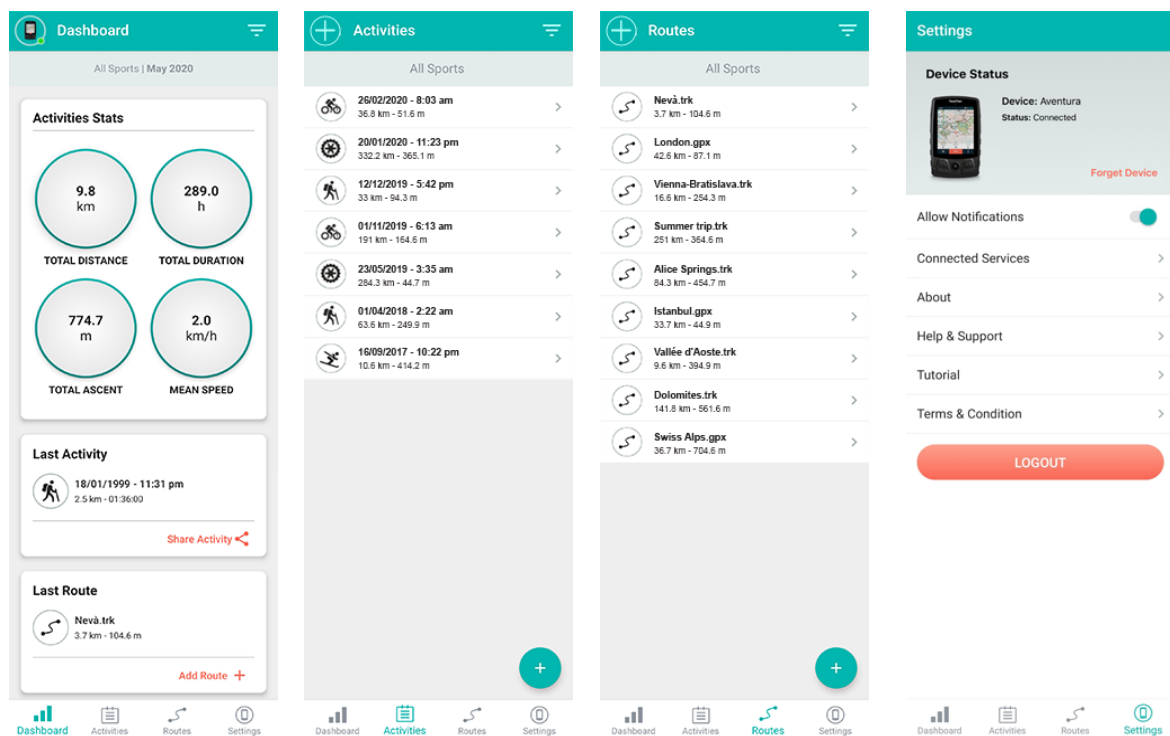 Dashboard
All Sports | May 2020
Activities Stats
9.8
km
289.0
h
TOTAL DISTANCE
TOTAL DURATION
774.7
m
2.0
km/h
TOTAL ASCENT
MEAN SPEED
Last Activity
18/01/1999 - 11:31 pm
2.5 km - 01:36:00
Share Activity
Last Route
Nevà.trk
3.7 km - 104.6 m
Add Route +
Dashboard
Activities
Routes
Settings
Activities
All Sports
26/02/2020 - 8:03 am
36.8 km - 51.6 m
20/01/2020 - 11:23 pm
332.2 km - 365.1 m
12/12/2019 - 5:42 pm
33 km - 94.3 m
01/11/2019 - 6:13 am
191 km - 164.6 m
23/05/2019 - 3:35 am
284.3 km - 44.7 m
01/04/2018 - 2:22 am
63.6 km - 249.9 m
16/09/2017 - 10:22 pm
10.6 km - 414.2 m
Dashboard
Activities
Routes
Settings
Routes
All Sports
Nevà.trk
3.7 km - 104.6 m
London.gpx
42.6 km - 87.1 m
Vienna-Bratislava.trk
16.6 km - 254.3 m
Summer trip.trk
251 km - 364.6 m
Alice Springs.trk
84.3 km - 454.7 m
Istanbul.gpx
33.7 km - 44.9 m
Vallée d'Aoste.trk
9.6 km - 394.9 m
Dolomites.trk
141.8 km - 561.6 m
Swiss Alps.gpx
36.7 km - 704.6 m
Dashboard
Activities
Routes
Settings
Settings
Device Status
Device: Aventura
Status: Connected
Forget Device
Allow Notifications
Connected Services
About
Help & Support
Tutorial
Terms & Condition
LOGOUT
Dashboard
Activities
Routes
Settings